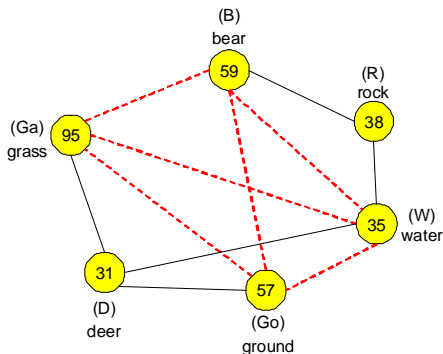 (B)
bear
59
(R)
rock
38
(Ga)
grass
95
35
(W)
water
31
(D)
deer
57
(Go)
ground